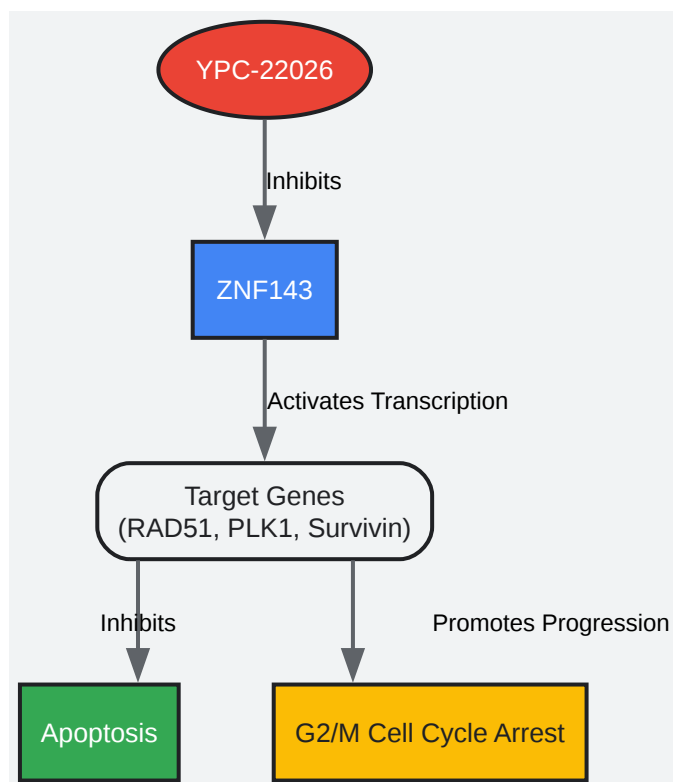 YPC-22026
Inhibits
ZNF143
Activates Transcription
Target Genes
(RAD51, PLK1, Survivin)
Inhibits
Promotes Progression
Apoptosis
G2/M Cell Cycle Arrest